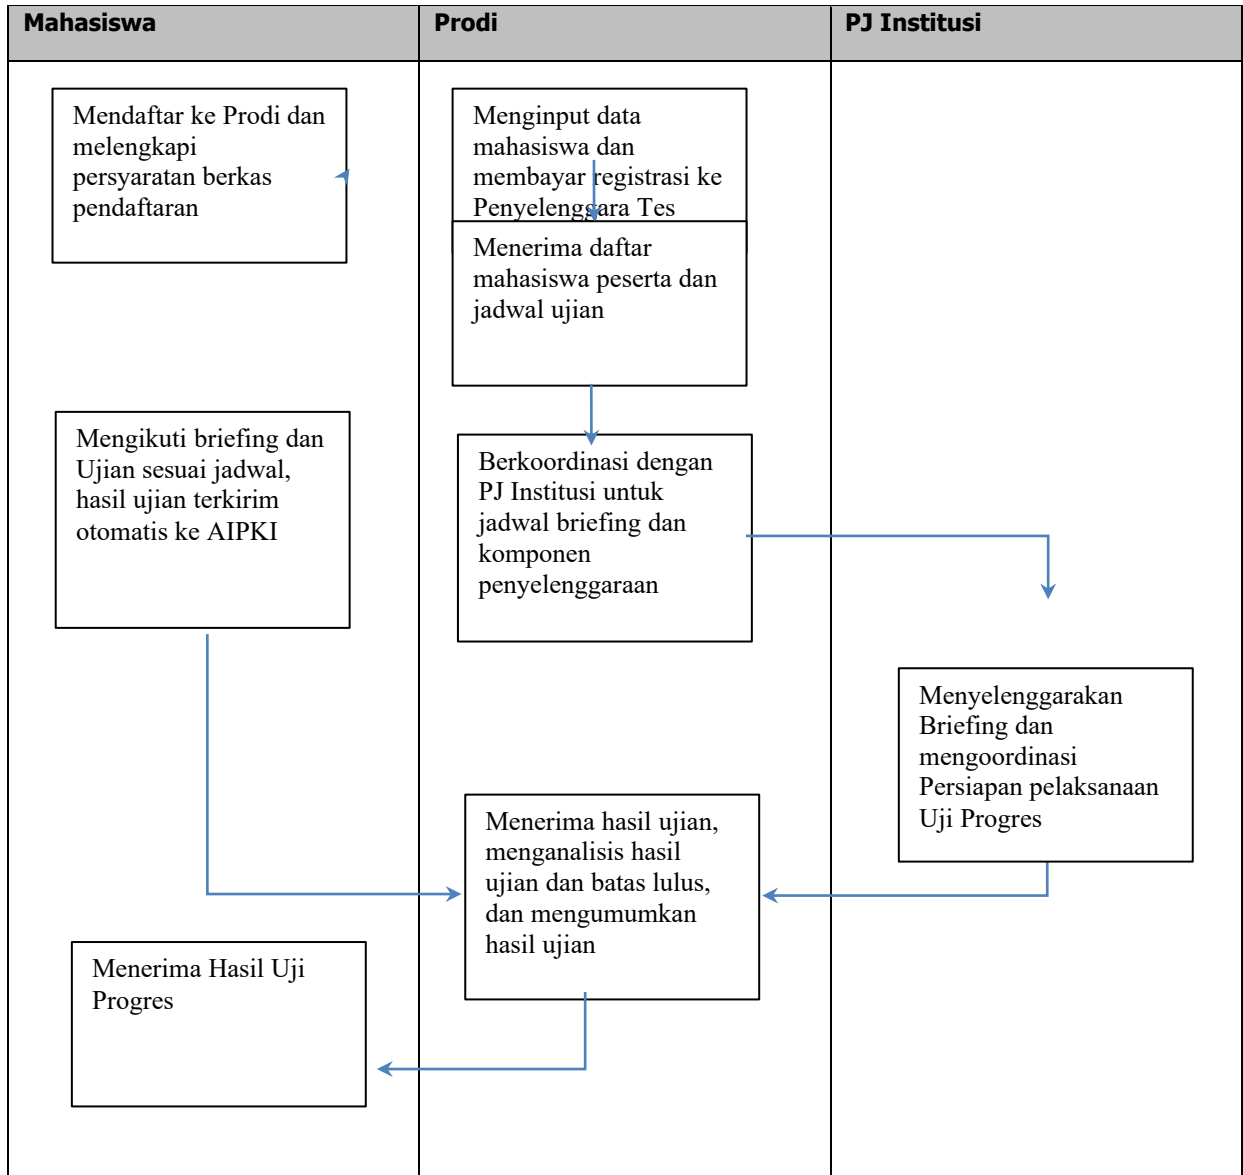 Mahasiswa
Prodi
PJ Institusi
Mendaftar ke Prodi dan
melengkapi
persyaratan berkas
pendaftaran
Menginput data
mahasiswa dan
membayar registrasi ke
Penyelenggara Tes
Menerima daftar
mahasiswa peserta dan
jadwal ujian
Mengikuti briefing dan
Ujian sesuai jadwal,
hasil ujian terkirim
otomatis ke AIPKI
Berkoordinasi dengan
PJ Institusi untuk
jadwal briefing dan
komponen
penyelenggaraan
Menyelenggarakan
Briefing dan
mengoordinasi
Persiapan pelaksanaan
Uji Progres
Menerima hasil ujian,
menganalisis hasil
ujian dan batas lulus,
dan mengumumkan
hasil ujian
Menerima Hasil Uji
Progres